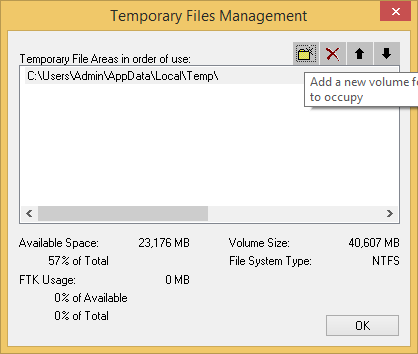 Temporary Files Management
Temporary File Areas in order of use:
C:\Users\Admin\AppData\Local\Temp\
Add a new volume f
to occupy
Available Space: 23,176 MB
57% of Total
Volume Size: 40,607 MB
File System Type: NTFS
FTK Usage: 0 MB
0% of Available
0% of Total
OK